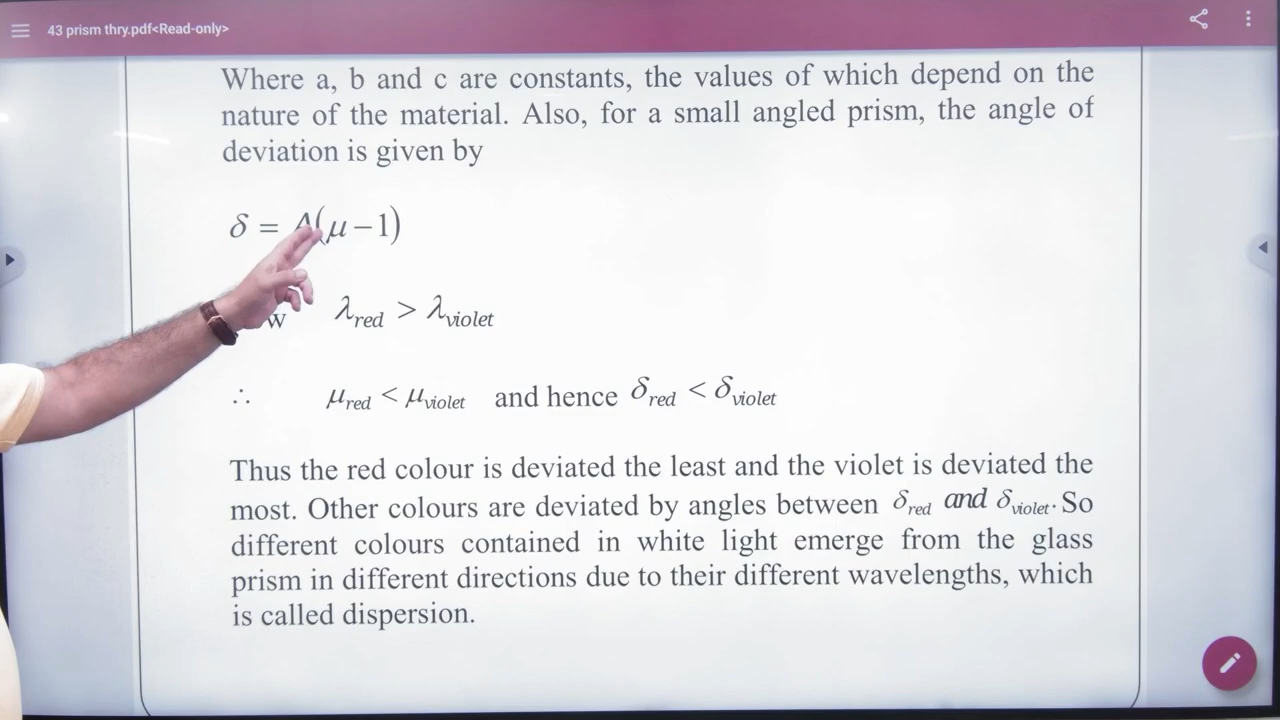 43 prism thry.pdf<Read-only>
Where a, b and c are constants, the values of which depend on the
nature of the material. Also, for a small angled prism, the angle of
deviation is given by
δ = A(μ−1)
w λred > λviolet
∴ μred < μviolet and hence δred < δviolet
Thus the red colour is deviated the least and the violet is deviated the
most. Other colours are deviated by angles between δred and δviolet. So
different colours contained in white light emerge from the glass
prism in different directions due to their different wavelengths, which
is called dispersion.